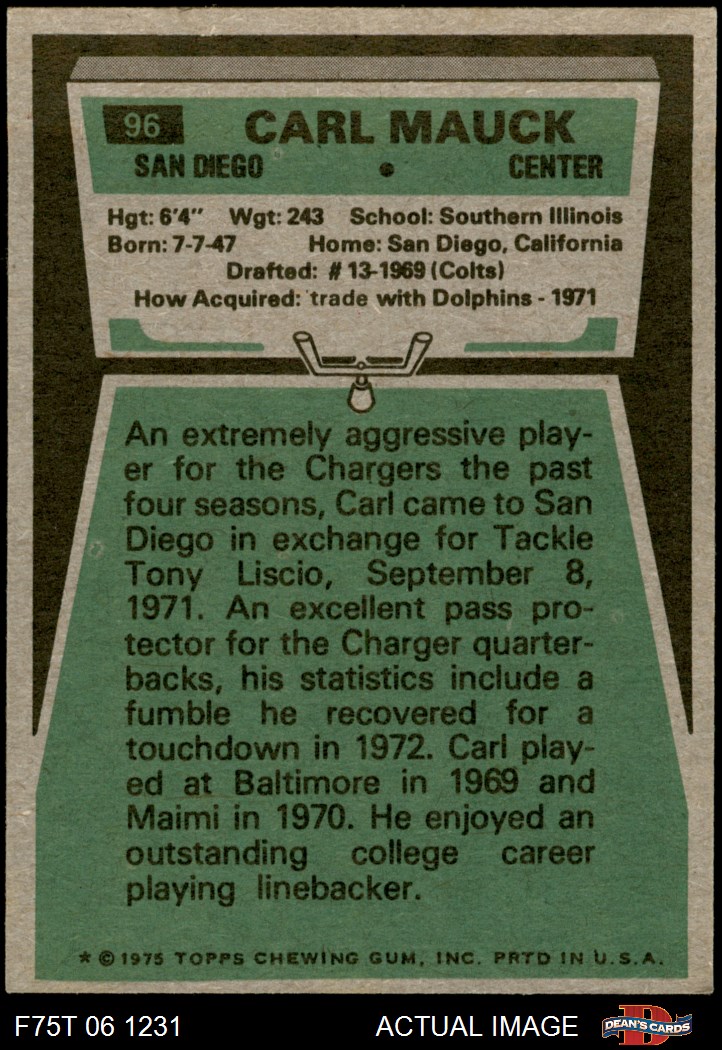 96 CARL MAUCK
SAN DIEGO • CENTER
Hgt: 6'4" Wgt: 243 School: Southern Illinois
Born: 7-7-47 Home: San Diego, California
Drafted: #13-1969 (Colts)
How Acquired: trade with Dolphins - 1971
An extremely aggressive play-
er for the Chargers the past
four seasons, Carl came to San
Diego in exchange for Tackle
Tony Liscio, September 8,
1971. An excellent pass pro-
tector for the Charger quarter-
backs, his statistics include a
fumble he recovered for a
touchdown in 1972. Carl play-
ed at Baltimore in 1969 and
Maimi in 1970. He enjoyed an
outstanding college career
playing linebacker.
* © 1975 TOPPS CHEWING GUM, INC. PRTD IN U.S.A.
F75T 06 1231 ACTUAL IMAGE D DEAN'S CARDS